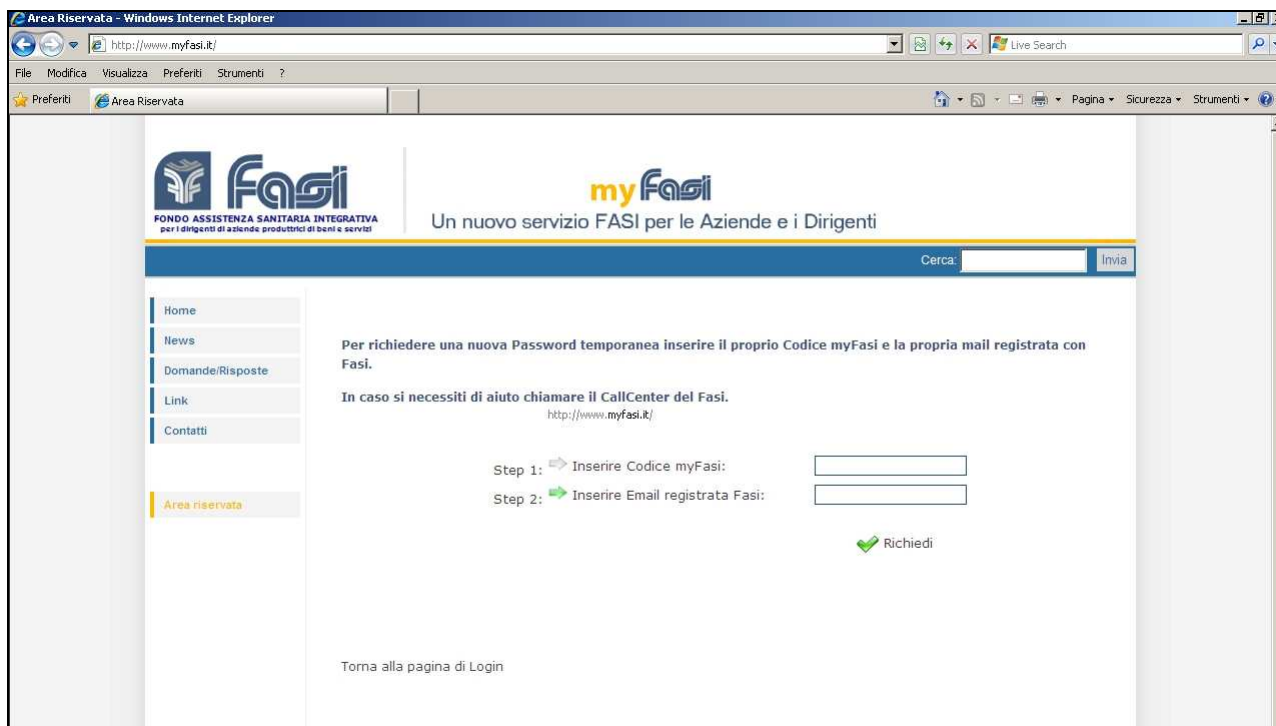 Area Riservata - Windows Internet Explorer
http://www.myfasi.it/
Live Search
File Modifica Visualizza Preferiti Strumenti ?
Preferiti
Area Riservata
Pagina
Sicurezza
Strumenti
Fasi
FONDO ASSISTENZA SANITARIA INTEGRATIVA
per i dirigenti di aziende produttrici di beni e servizi
my Fasi
Un nuovo servizio FASI per le Aziende e i Dirigenti
Cerca:
Invia
Home
News
Domande/Risposte
Link
Contatti
Area riservata
Per richiedere una nuova Password temporanea inserire il proprio Codice myFasi e la propria mail registrata con
Fasi.
In caso si necessiti di aiuto chiamare il CallCenter del Fasi.
http://www.myfasi.it/
Step 1: Inserire Codice myFasi:
Step 2: Inserire Email registrata Fasi:
Richiedi
Torna alla pagina di Login